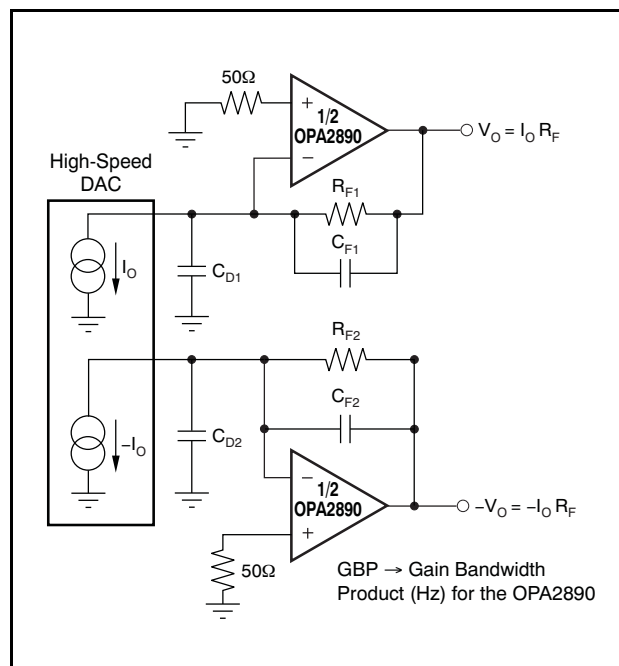 50Ω
+
1/2
OPA2890
−
V_O = I_O R_F
High-Speed
DAC
R_F1
C_F1
I_O
C_D1
R_F2
C_F2
−I_O
C_D2
−
1/2
OPA2890
+
−V_O = −I_O R_F
50Ω
GBP → Gain Bandwidth
Product (Hz) for the OPA2890